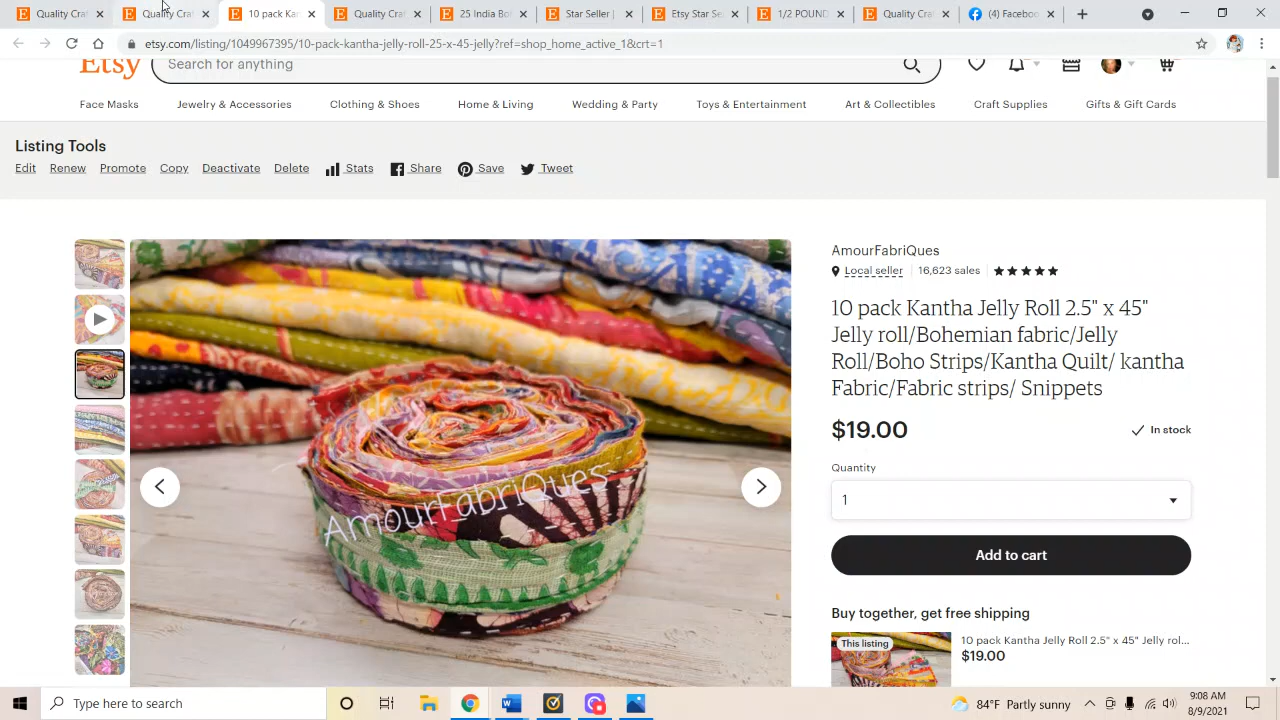 Quality Cra
Quality Cra
10 pack Kan
Quality Cra
25 India Bo
Star Seller |
Etsy Star Se
1/2 POUND
Quality Cra
(4) Faceboo
etsy.com/listing/1049967395/10-pack-kantha-jelly-roll-25-x-45-jelly?ref=shop_home_active_1&crt=1
Etsy
Search for anything
Face Masks
Jewelry & Accessories
Clothing & Shoes
Home & Living
Wedding & Party
Toys & Entertainment
Art & Collectibles
Craft Supplies
Gifts & Gift Cards
Listing Tools
Edit Renew Promote Copy Deactivate Delete Stats Share Save Tweet
AmourFabriQues
AmourFabriQues
Local seller 16,623 sales
10 pack Kantha Jelly Roll 2.5" x 45"
Jelly roll/Bohemian fabric/Jelly
Roll/Boho Strips/Kantha Quilt/ kantha
Fabric/Fabric strips/ Snippets
$19.00
In stock
Quantity
1
Add to cart
Buy together, get free shipping
This listing
10 pack Kantha Jelly Roll 2.5" x 45" Jelly rol...
$19.00
Type here to search
84°F Partly sunny
9:08 AM
8/9/2021